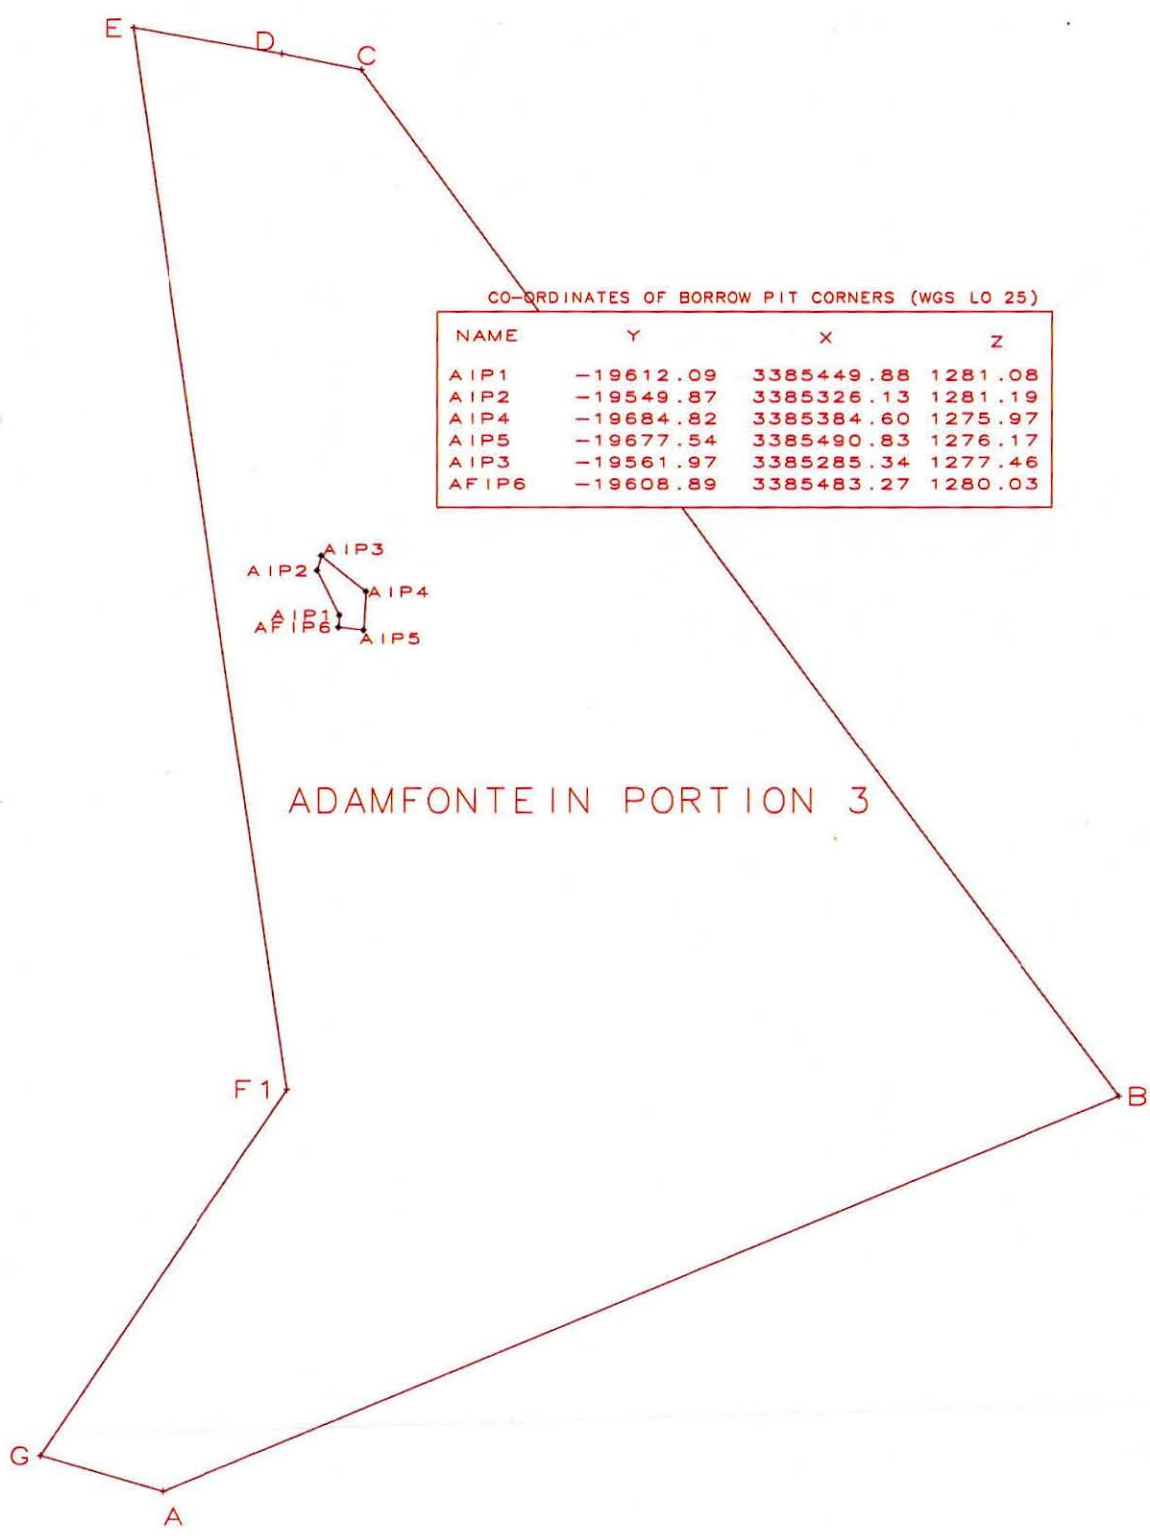 E
D
C
CO-ORDINATES OF BORROW PIT CORNERS (WGS LO 25)
NAME Y X Z
AIP1 -19612.09 3385449.88 1281.08
AIP2 -19549.87 3385326.13 1281.19
AIP4 -19684.82 3385384.60 1275.97
AIP5 -19677.54 3385490.83 1276.17
AIP3 -19561.97 3385285.34 1277.46
AFIP6 -19608.89 3385483.27 1280.03
AIP3
AIP2
AIP4
AIP1
AFIP6
AIP5
ADAMFONTEIN PORTION 3
F1
B
G
A